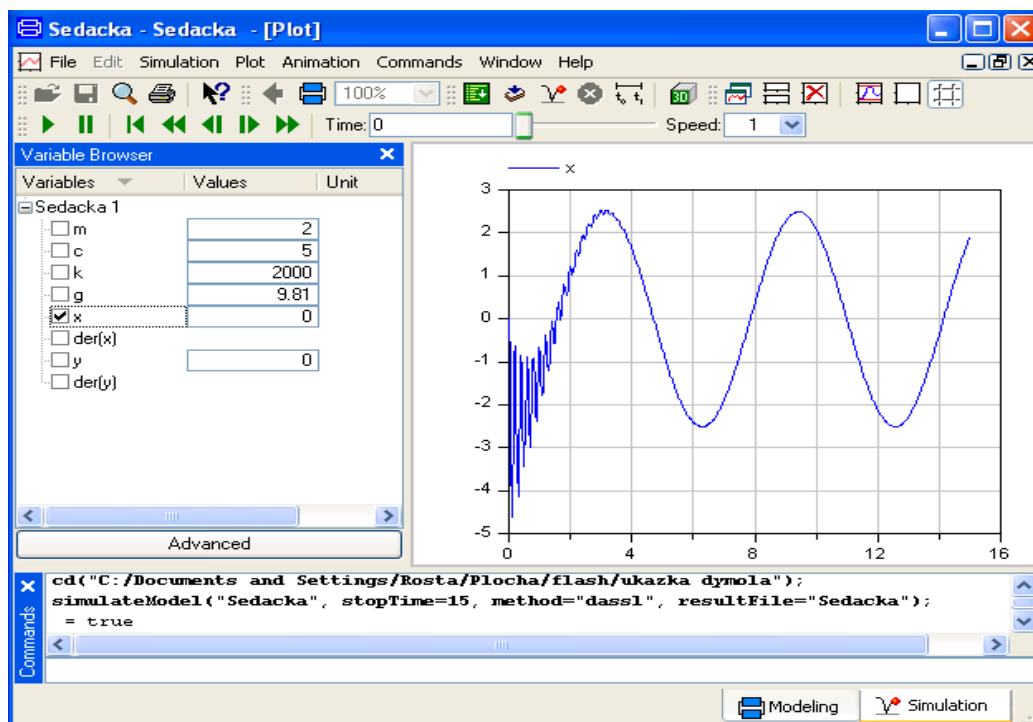 Sedacka - Sedacka - [Plot]
File Edit Simulation Plot Animation Commands Window Help
100% 3D
Time: 0 Speed: 1
Variable Browser
Variables Values Unit
Sedacka 1
m 2
c 5
k 2000
g 9.81
x 0
der(x)
y 0
der(y)
Advanced
x
3
2
1
0
-1
-2
-3
-4
-5
0 4 8 12 16
Commands
cd("C:/Documents and Settings/Rosta/Plocha/flash/ukazka dymola");
simulateModel("Sedacka", stopTime=15, method="dassl", resultFile="Sedacka");
= true
Modeling Simulation